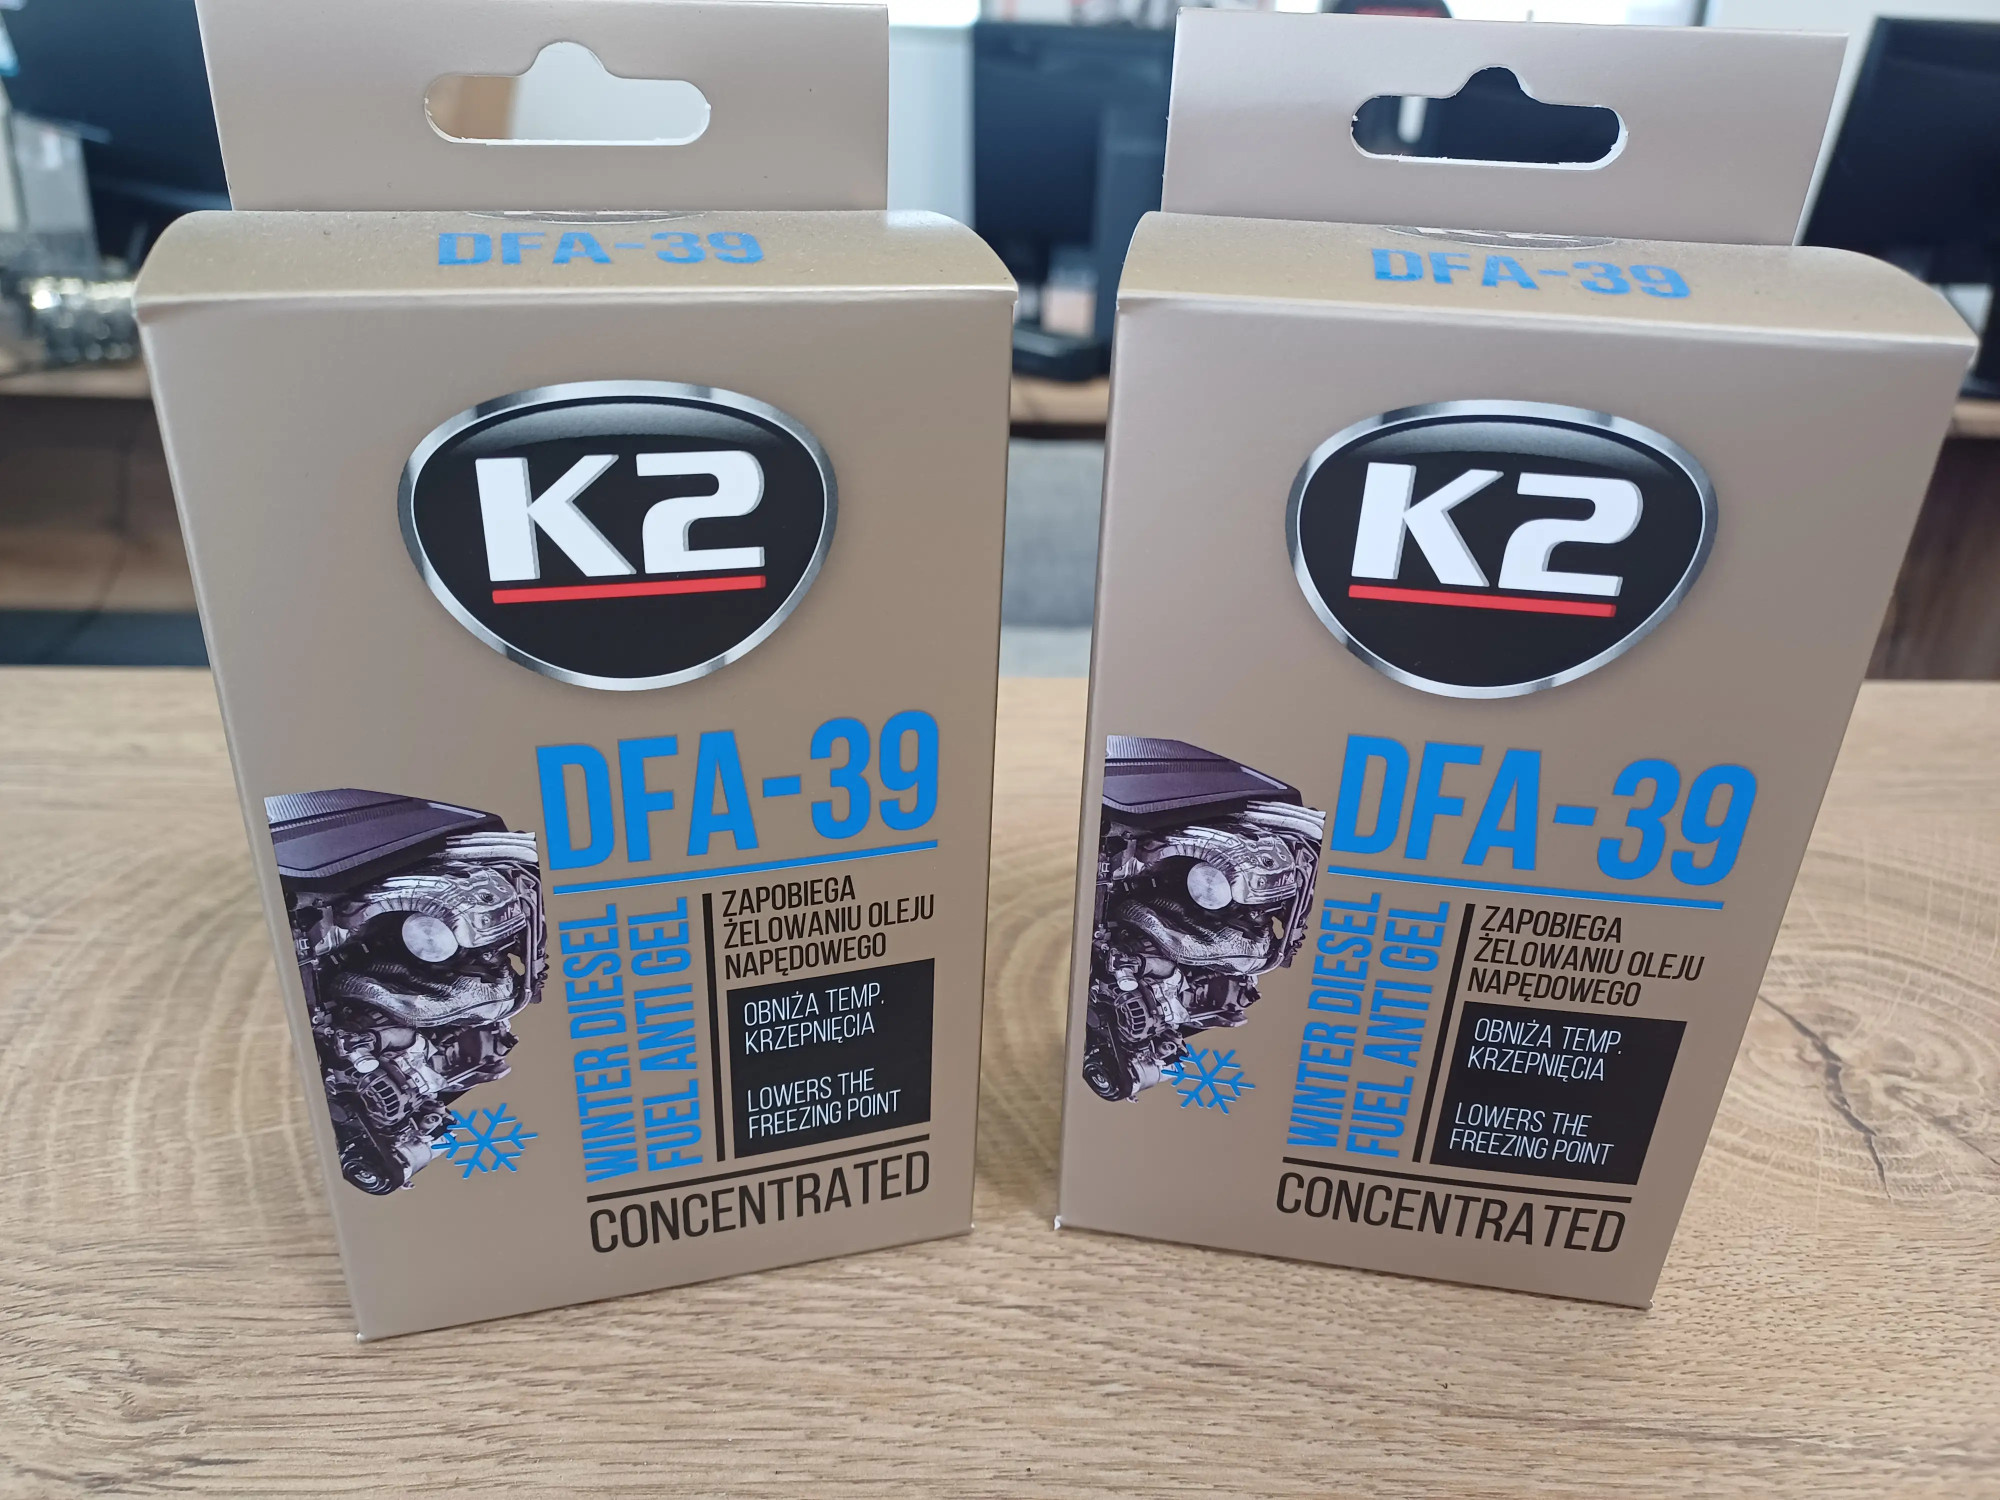 DFA-39
K2
DFA-39
WINTER DIESEL
FUEL ANTI GEL
ZAPOBIEGA
ŻELOWANIU OLEJU
NAPĘDOWEGO
OBNIŻA TEMP.
KRZEPNIĘCIA
LOWERS THE
FREEZING POINT
CONCENTRATED
DFA-39
K2
DFA-39
WINTER DIESEL
FUEL ANTI GEL
ZAPOBIEGA
ŻELOWANIU OLEJU
NAPĘDOWEGO
OBNIŻA TEMP.
KRZEPNIĘCIA
LOWERS THE
FREEZING POINT
CONCENTRATED